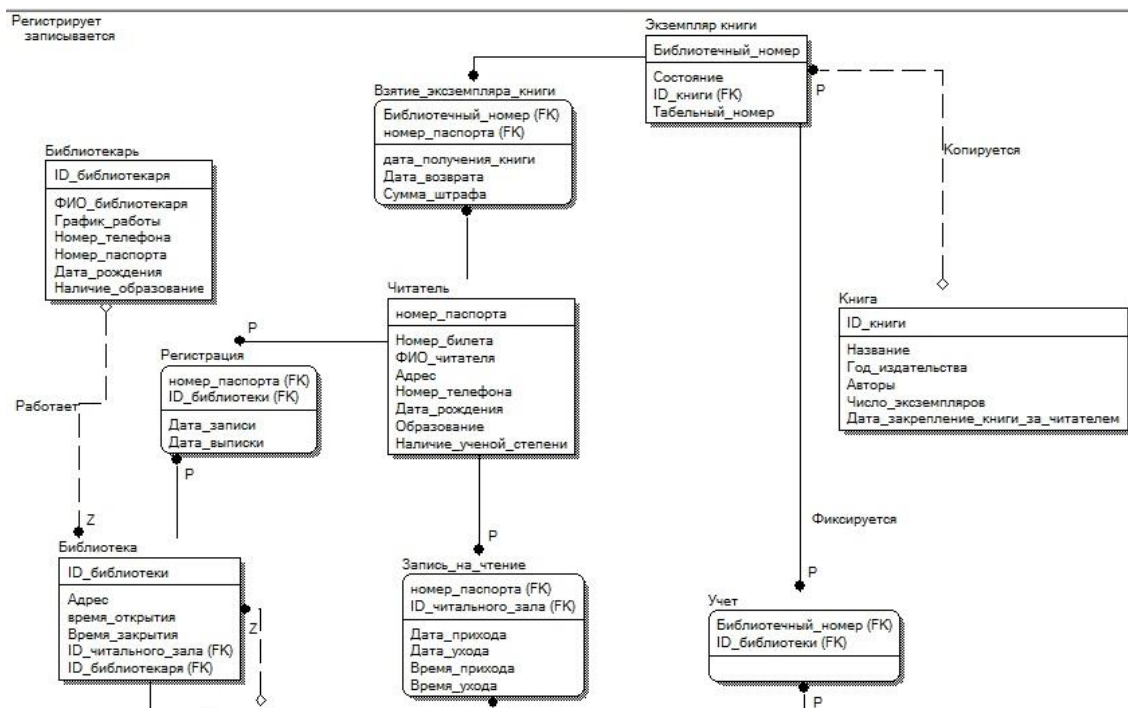 Регистрирует
записывается
Экземпляр книги
Библиотечный_номер
Состояние
ID_книги (FK)
Табельный_номер
P
Копируется
Взятие_эксземпляра_книги
Библиотечный_номер (FK)
номер_паспорта (FK)
дата_получения_книги
Дата_возврата
Сумма_штрафа
Библиотекарь
ID_библиотекаря
ФИО_библиотекаря
График_работы
Номер_телефона
Номер_паспорта
Дата_рождения
Наличие_образование
Читатель
номер_паспорта
Номер_билета
ФИО_читателя
Адрес
Номер_телефона
Дата_рождения
Образование
Наличие_ученой_степени
Книга
ID_книги
Название
Год_издательства
Авторы
Число_эксземпляров
Дата_закрепление_книги_за_читателем
P
Регистрация
номер_паспорта (FK)
ID_библиотеки (FK)
Дата_записи
Дата_выписки
P
Работает
Z
Библиотека
ID_библиотеки
Адрес
время_открытия
Время_закрытия
ID_читального_зала (FK)
ID_библиотекаря (FK)
Z
P
Запись_на_чтение
номер_паспорта (FK)
ID_читального_зала (FK)
Дата_прихода
Дата_ухода
Время_прихода
Время_ухода
Фиксируется
P
Учет
Библиотечный_номер (FK)
ID_библиотеки (FK)
P